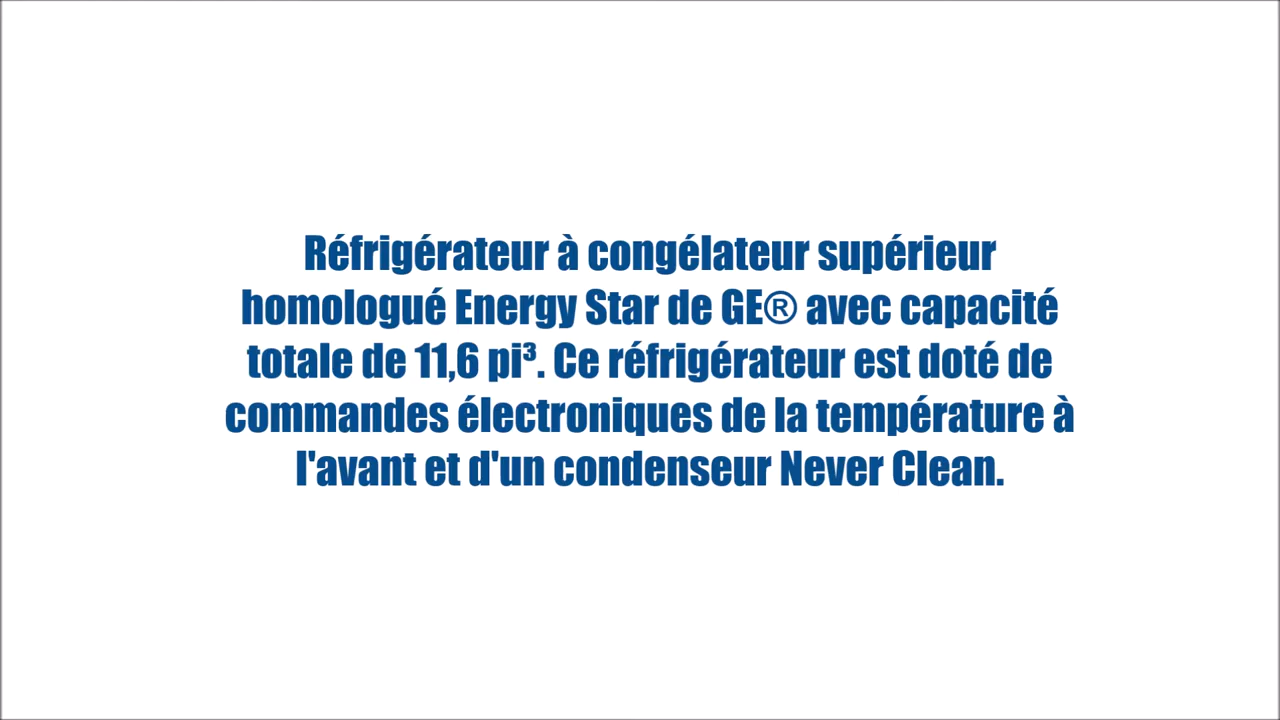 Réfrigérateur à congélateur supérieur
homologué Energy Star de GE® avec capacité
totale de 11,6 pi³. Ce réfrigérateur est doté de
commandes électroniques de la température à
l'avant et d'un condenseur Never Clean.